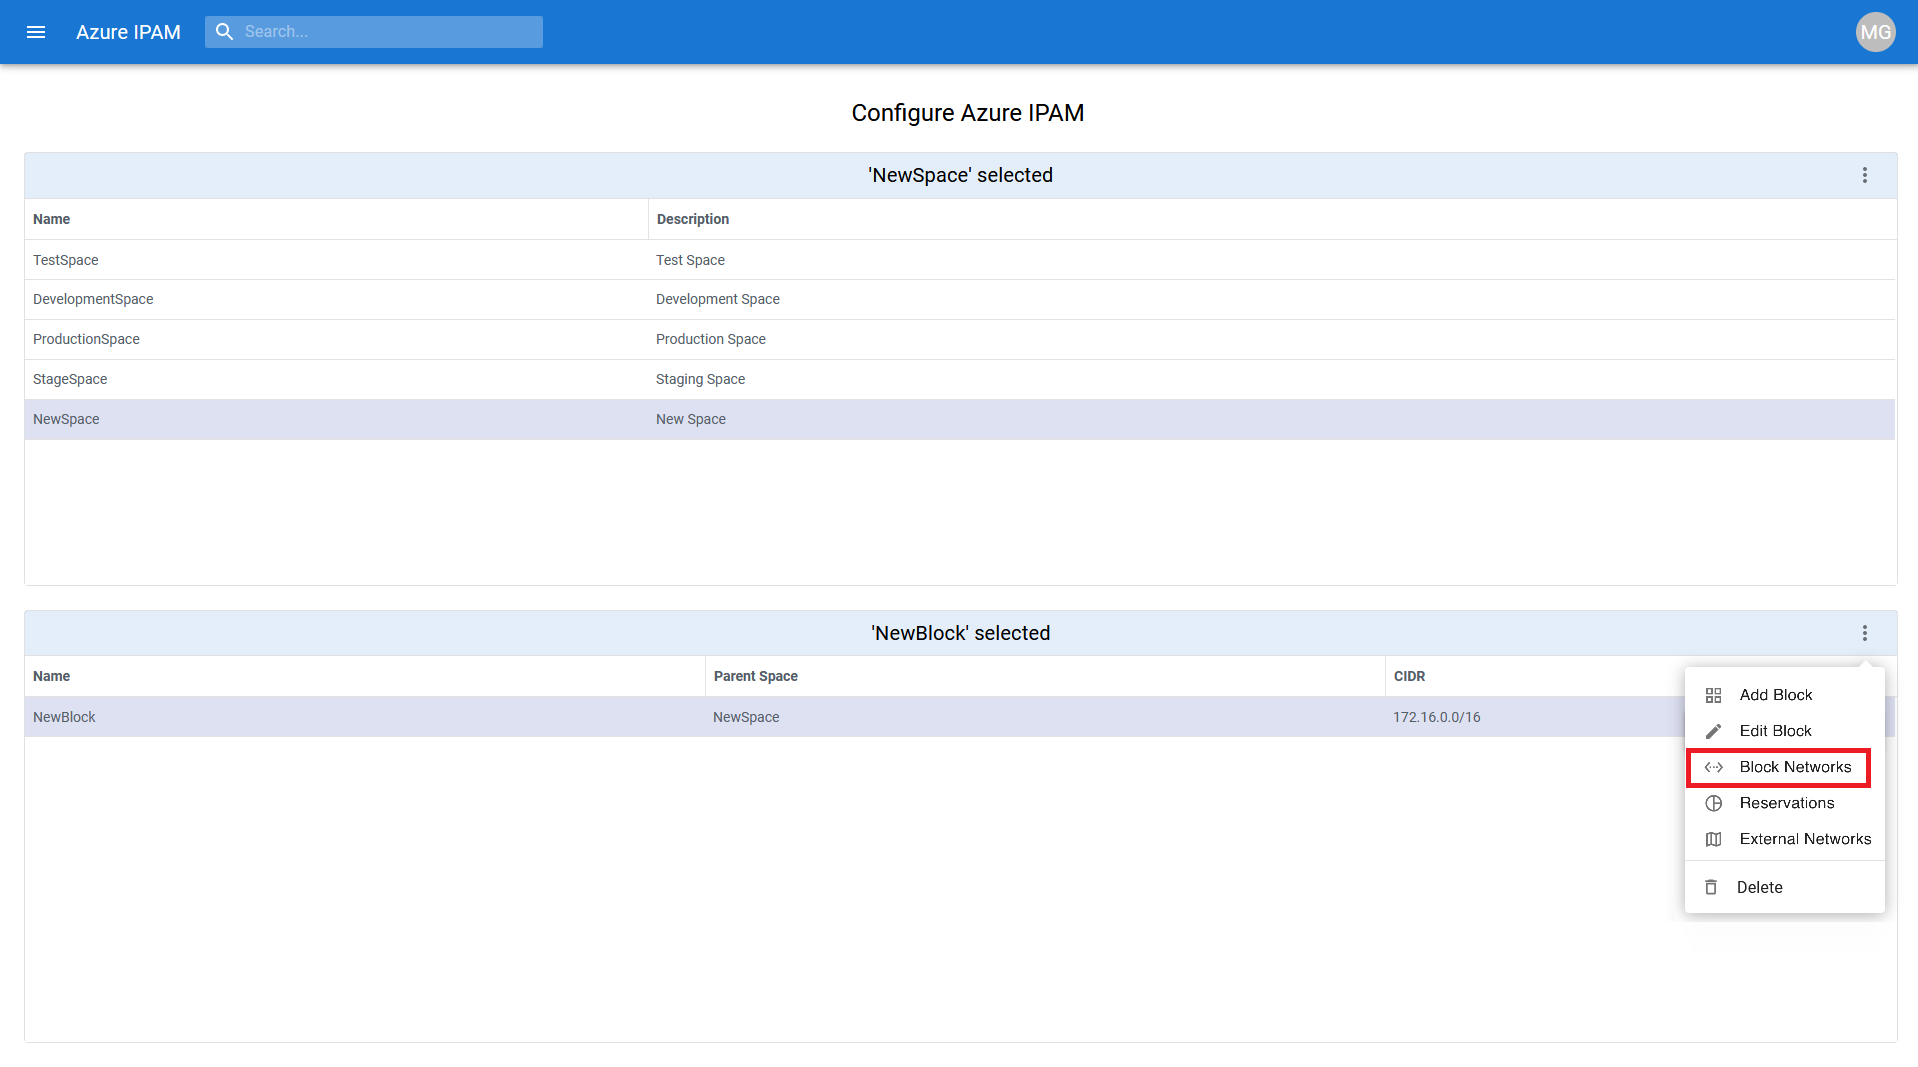 Azure IPAM
Search...
MG
Configure Azure IPAM
'NewSpace' selected
Name Description
TestSpace Test Space
DevelopmentSpace Development Space
ProductionSpace Production Space
StageSpace Staging Space
NewSpace New Space
'NewBlock' selected
Name Parent Space CIDR
NewBlock NewSpace 172.16.0.0/16
Add Block
Edit Block
Block Networks
Reservations
External Networks
Delete